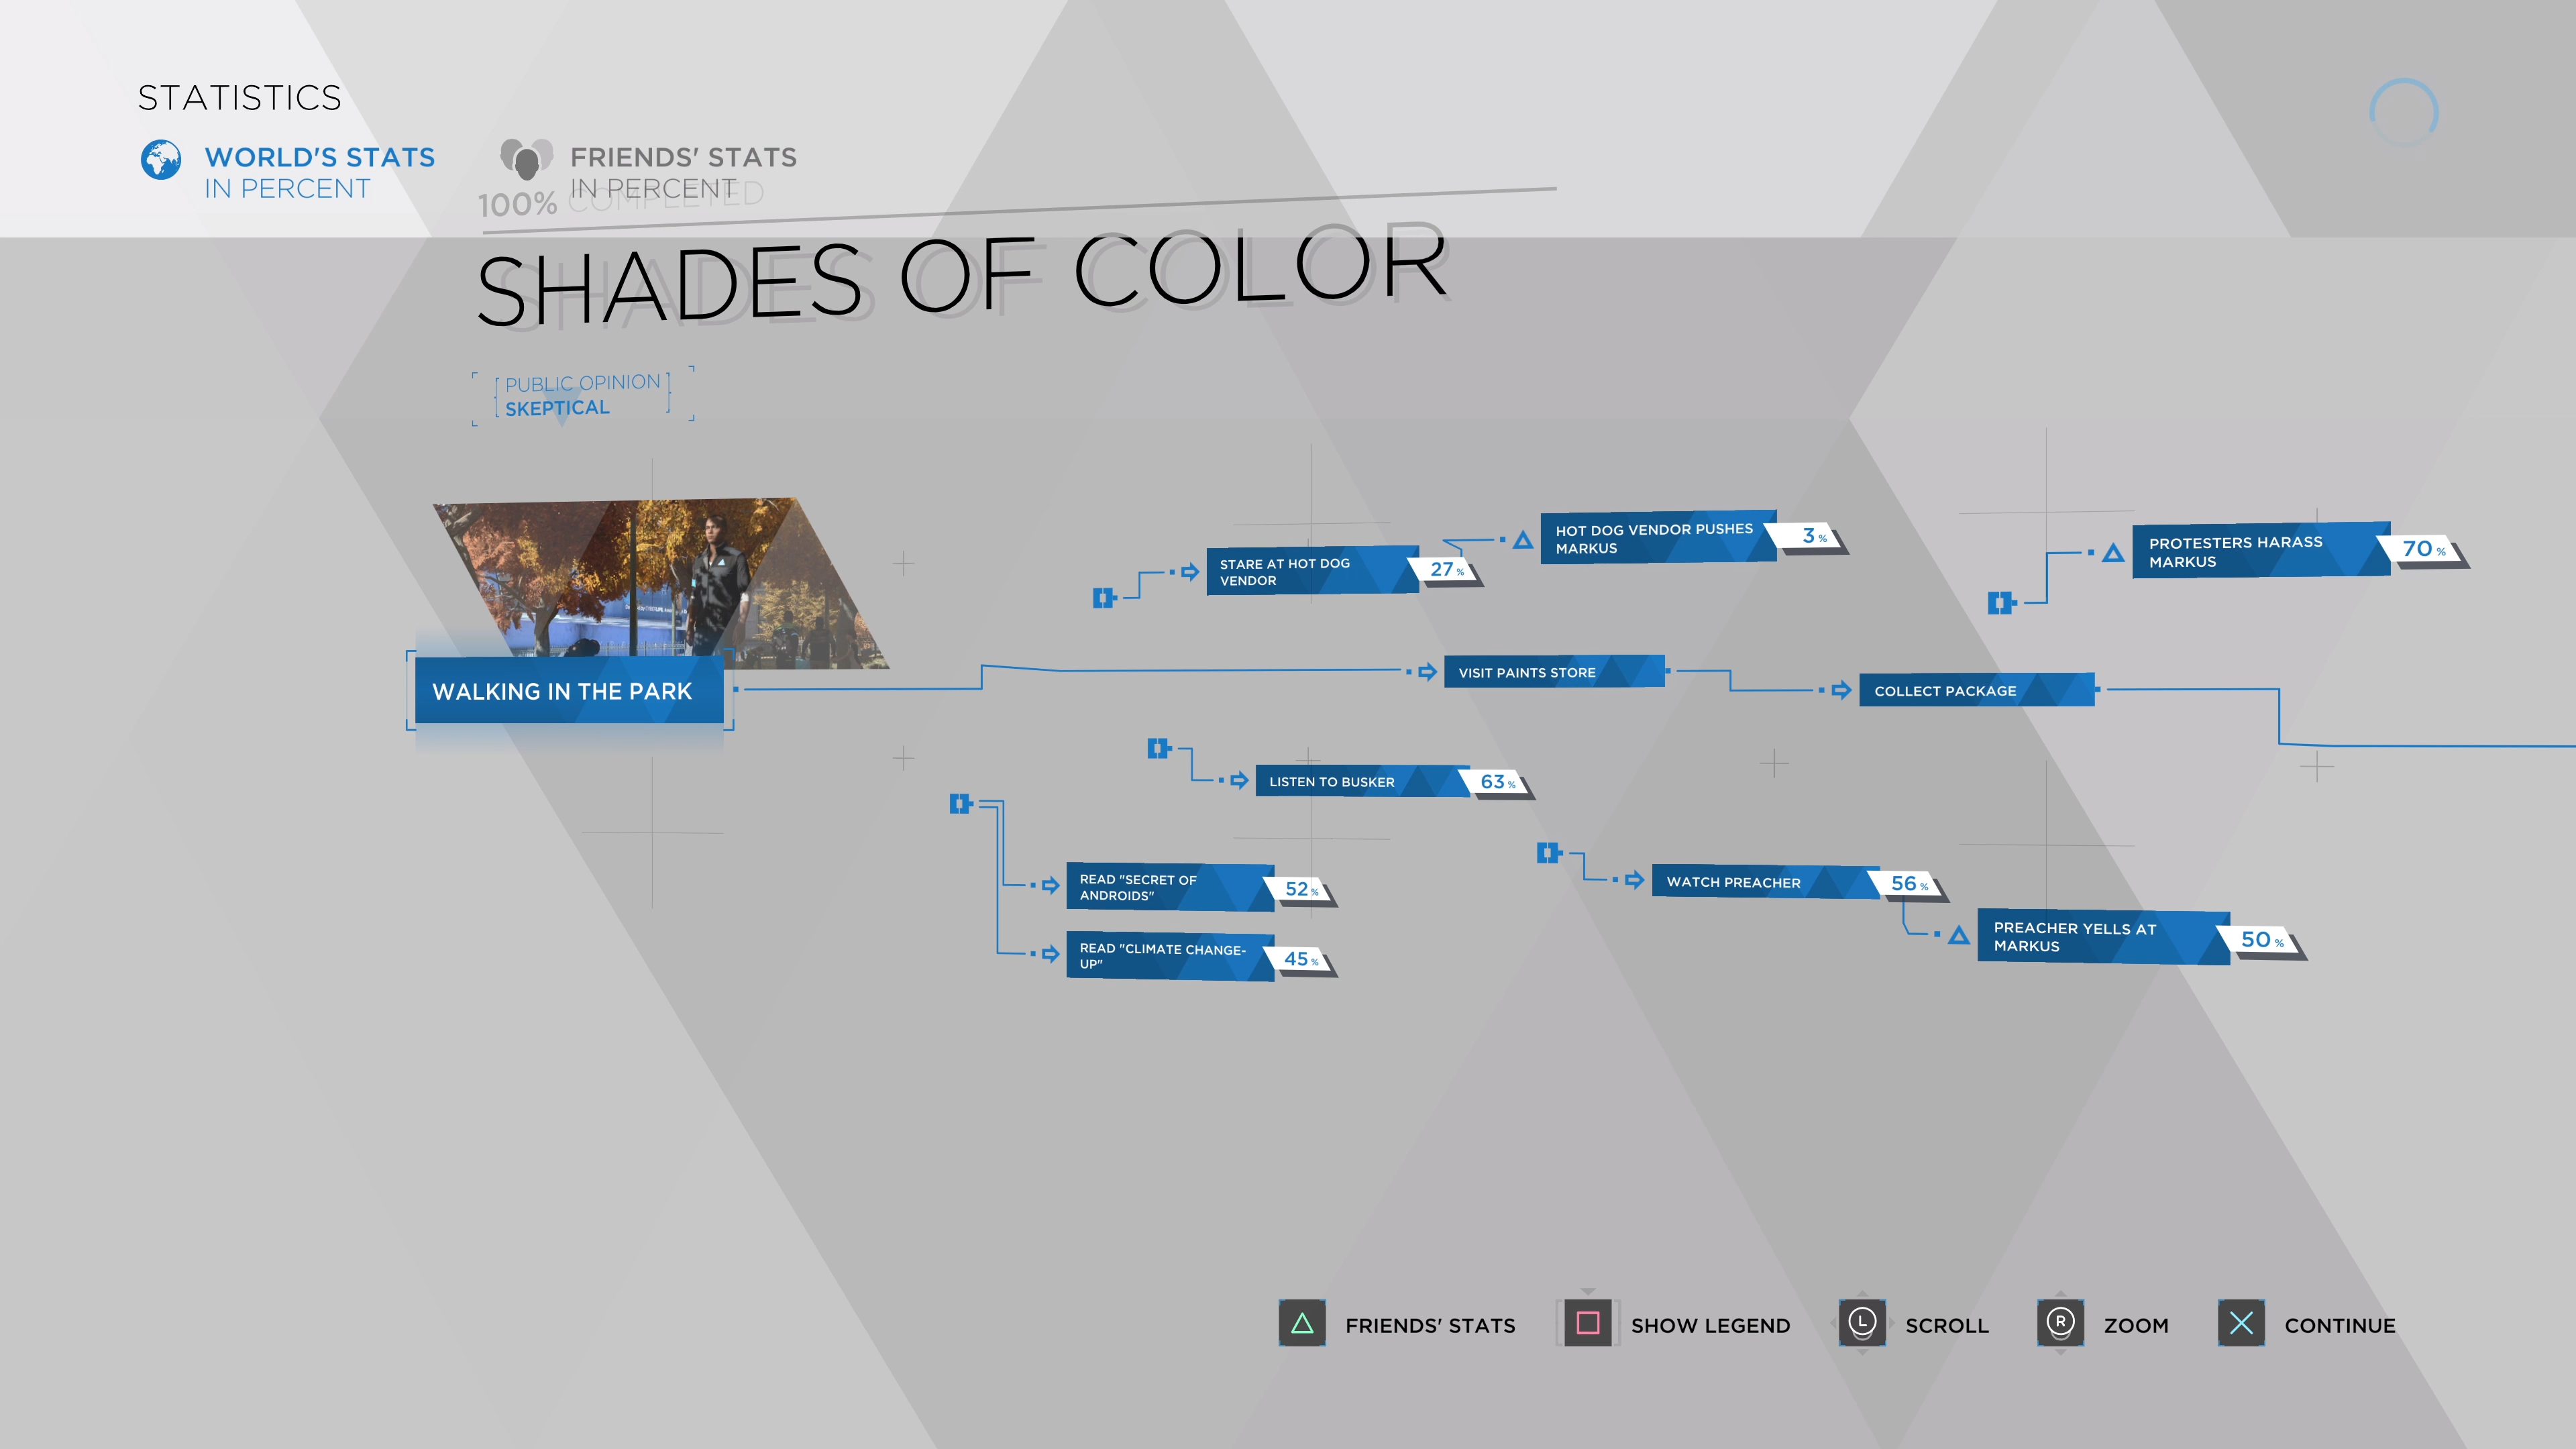 STATISTICS
WORLD'S STATS
IN PERCENT
FRIENDS' STATS
IN PERCENT
100% COMPLETED
SHADES OF COLOR
PUBLIC OPINION
SKEPTICAL
WALKING IN THE PARK
STARE AT HOT DOG
VENDOR
27%
HOT DOG VENDOR PUSHES
MARKUS
3%
PROTESTERS HARASS
MARKUS
70%
VISIT PAINTS STORE
COLLECT PACKAGE
LISTEN TO BUSKER
63%
READ "SECRET OF
ANDROIDS"
52%
READ "CLIMATE CHANGE-
UP"
45%
WATCH PREACHER
56%
PREACHER YELLS AT
MARKUS
50%
FRIENDS' STATS
SHOW LEGEND
L
SCROLL
R
ZOOM
CONTINUE